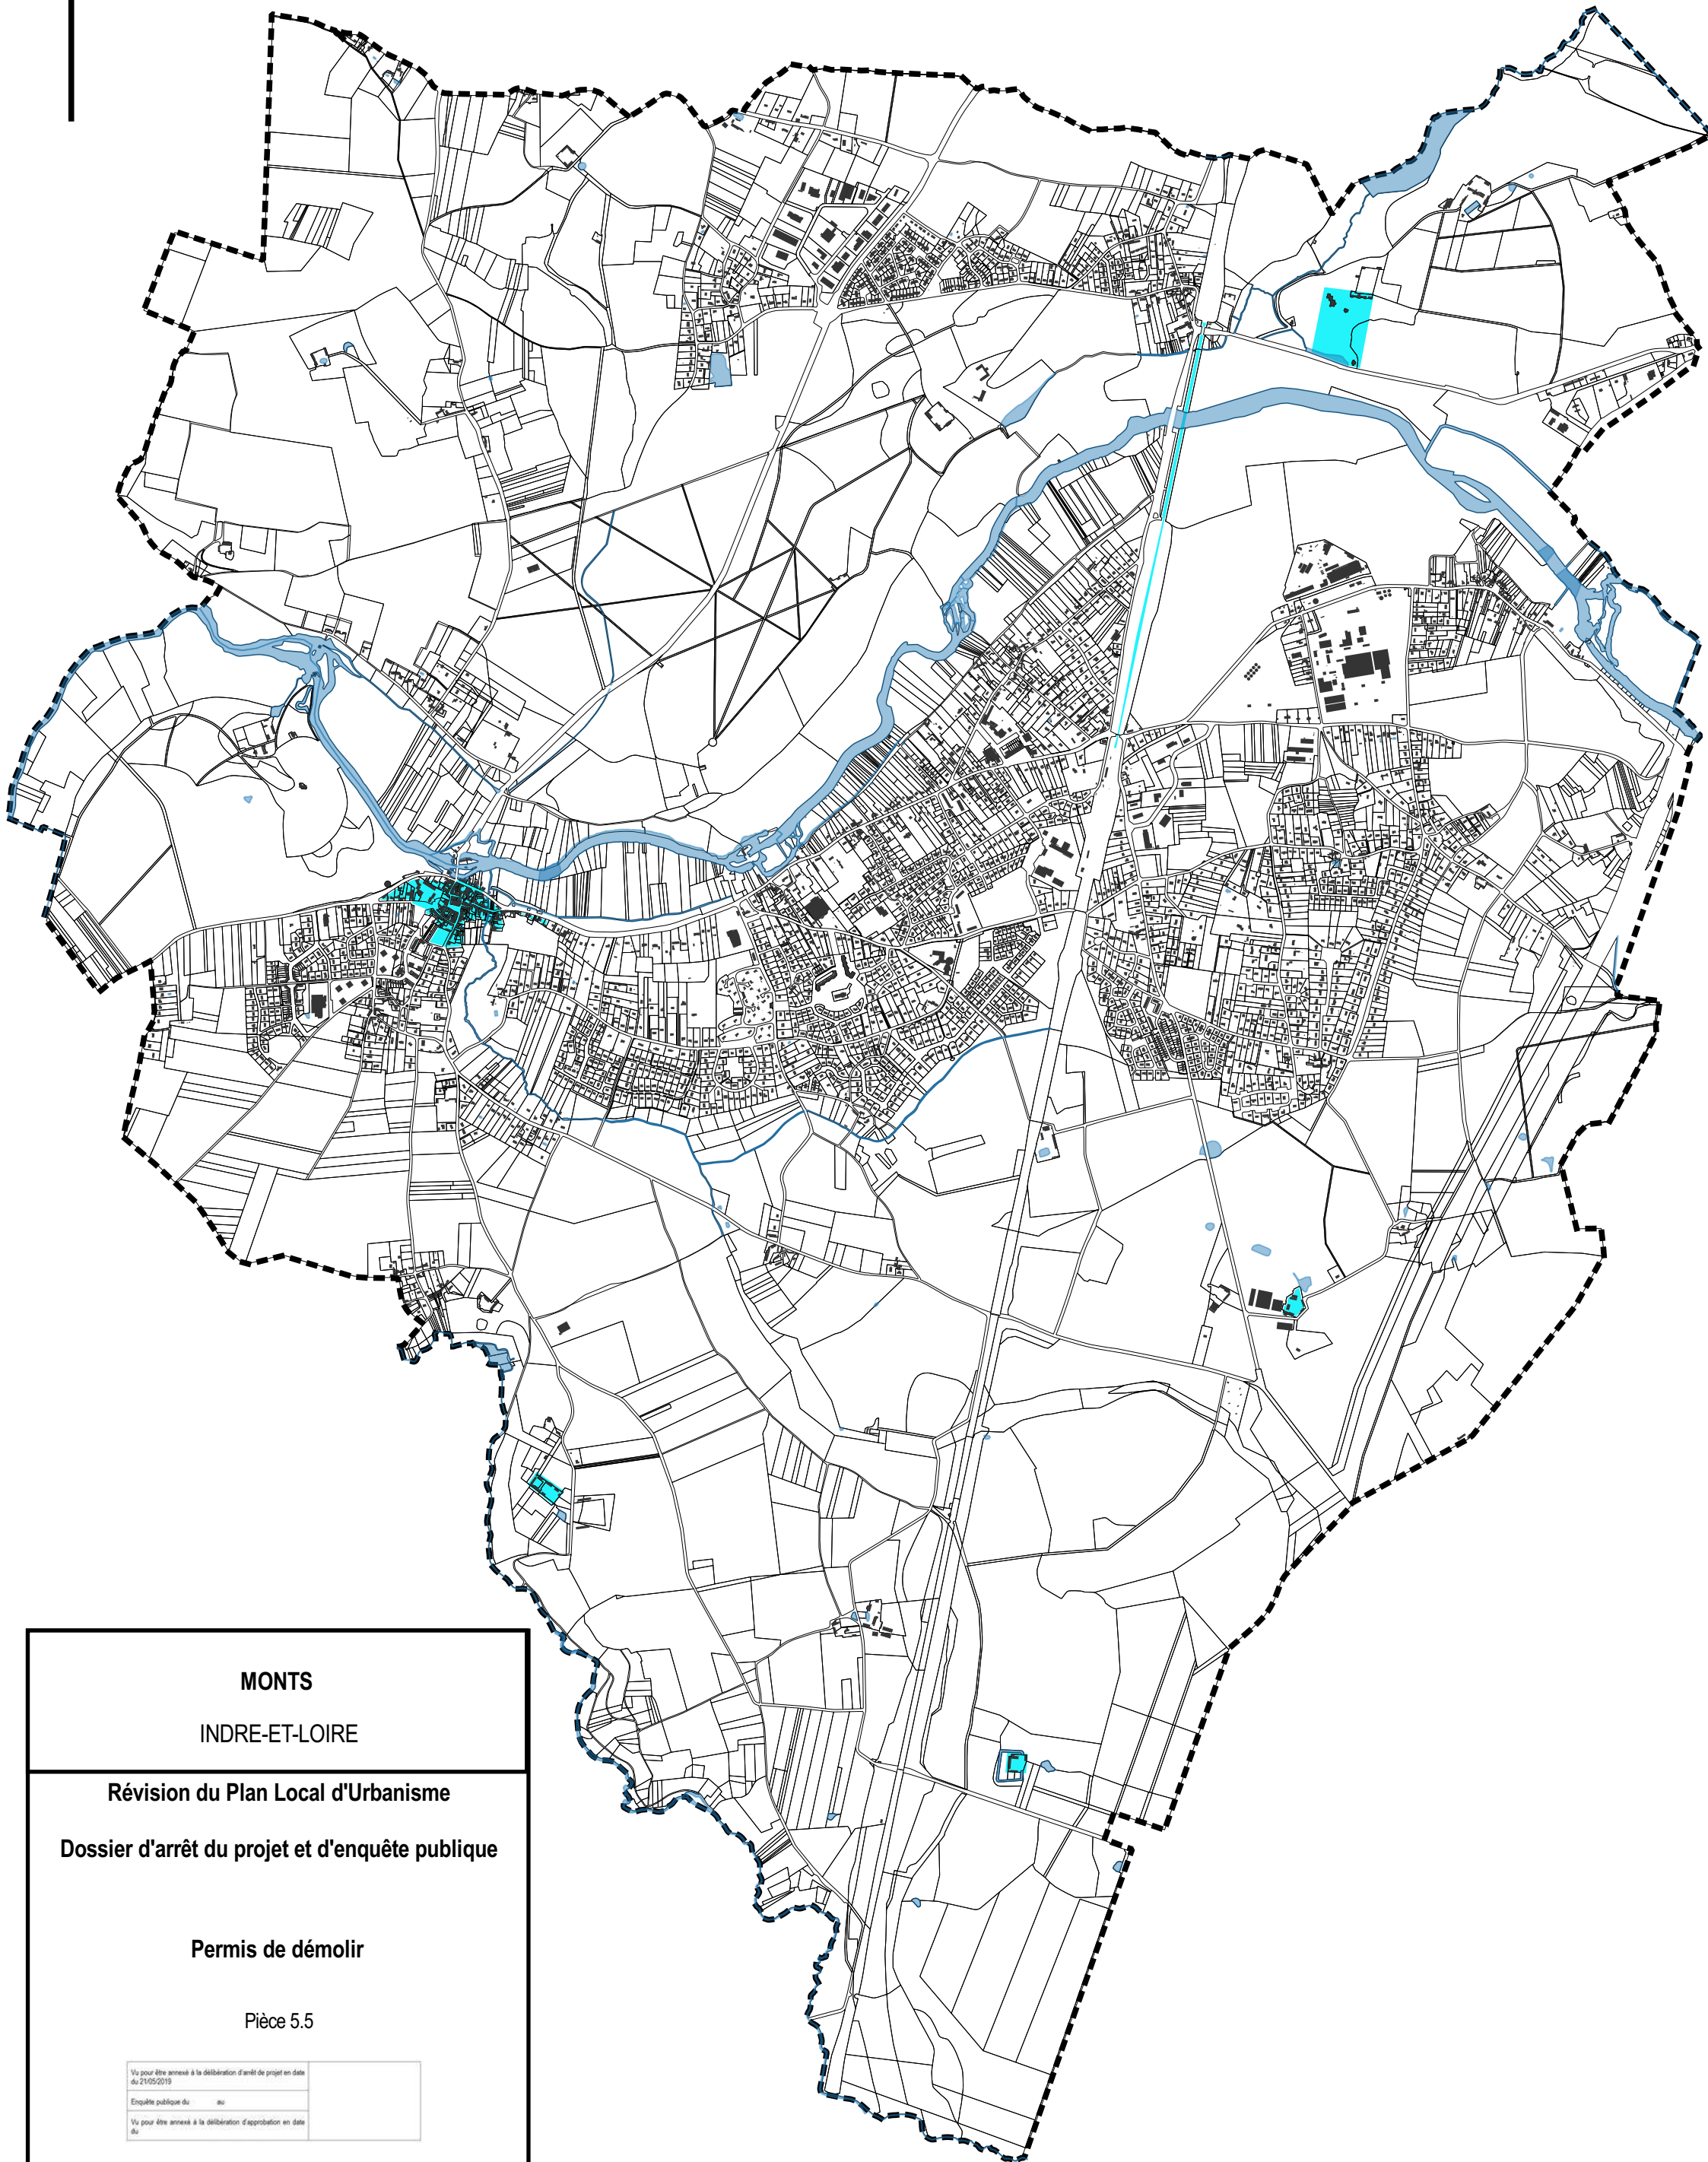 MONTS
INDRE-ET-LOIRE
Révision du Plan Local d'Urbanisme
Dossier d'arrêt du projet et d'enquête publique
Permis de démolir
Pièce 5.5
Vu pour être annexé à la délibération d'arrêt de projet en date
du 21/05/2019
Enquête publique du au
Vu pour être annexé à la délibération d'approbation en date
du